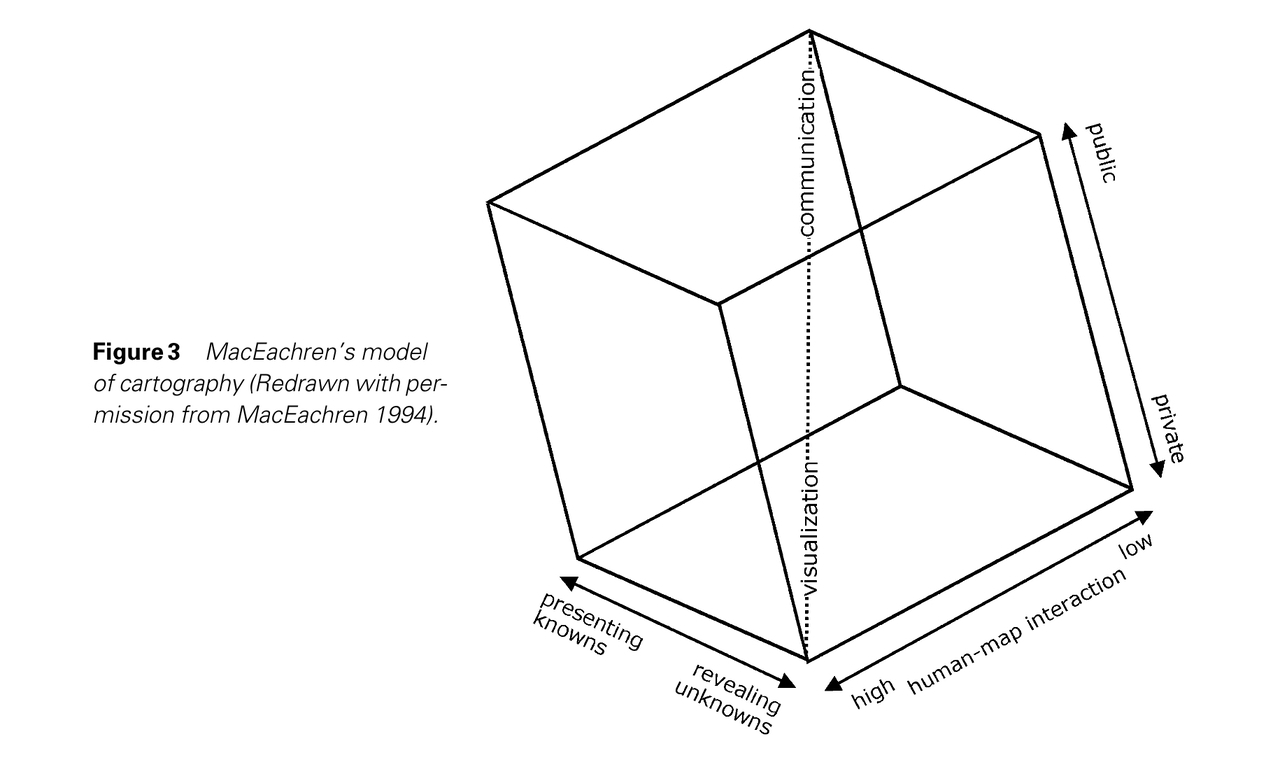 Figure 3 MacEachren's model
of cartography (Redrawn with per-
mission from MacEachren 1994).
communication
visualization
public
private
presenting
knowns
revealing
unknowns
low
human-map interaction
high